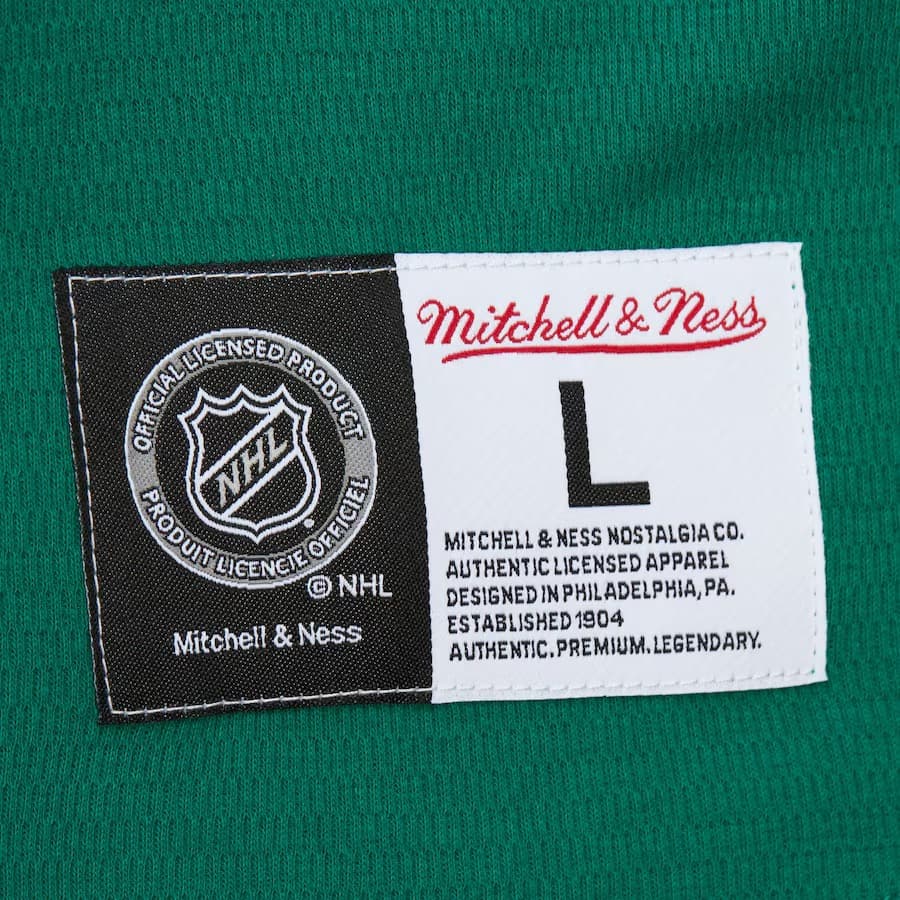 OFFICIAL LICENSED PRODUCT
NHL
PRODUIT LICENCIE OFFICIEL
© NHL
Mitchell & Ness
Mitchell & Ness
L
MITCHELL & NESS NOSTALGIA CO.
AUTHENTIC LICENSED APPAREL
DESIGNED IN PHILADELPHIA, PA.
ESTABLISHED 1904
AUTHENTIC. PREMIUM. LEGENDARY.